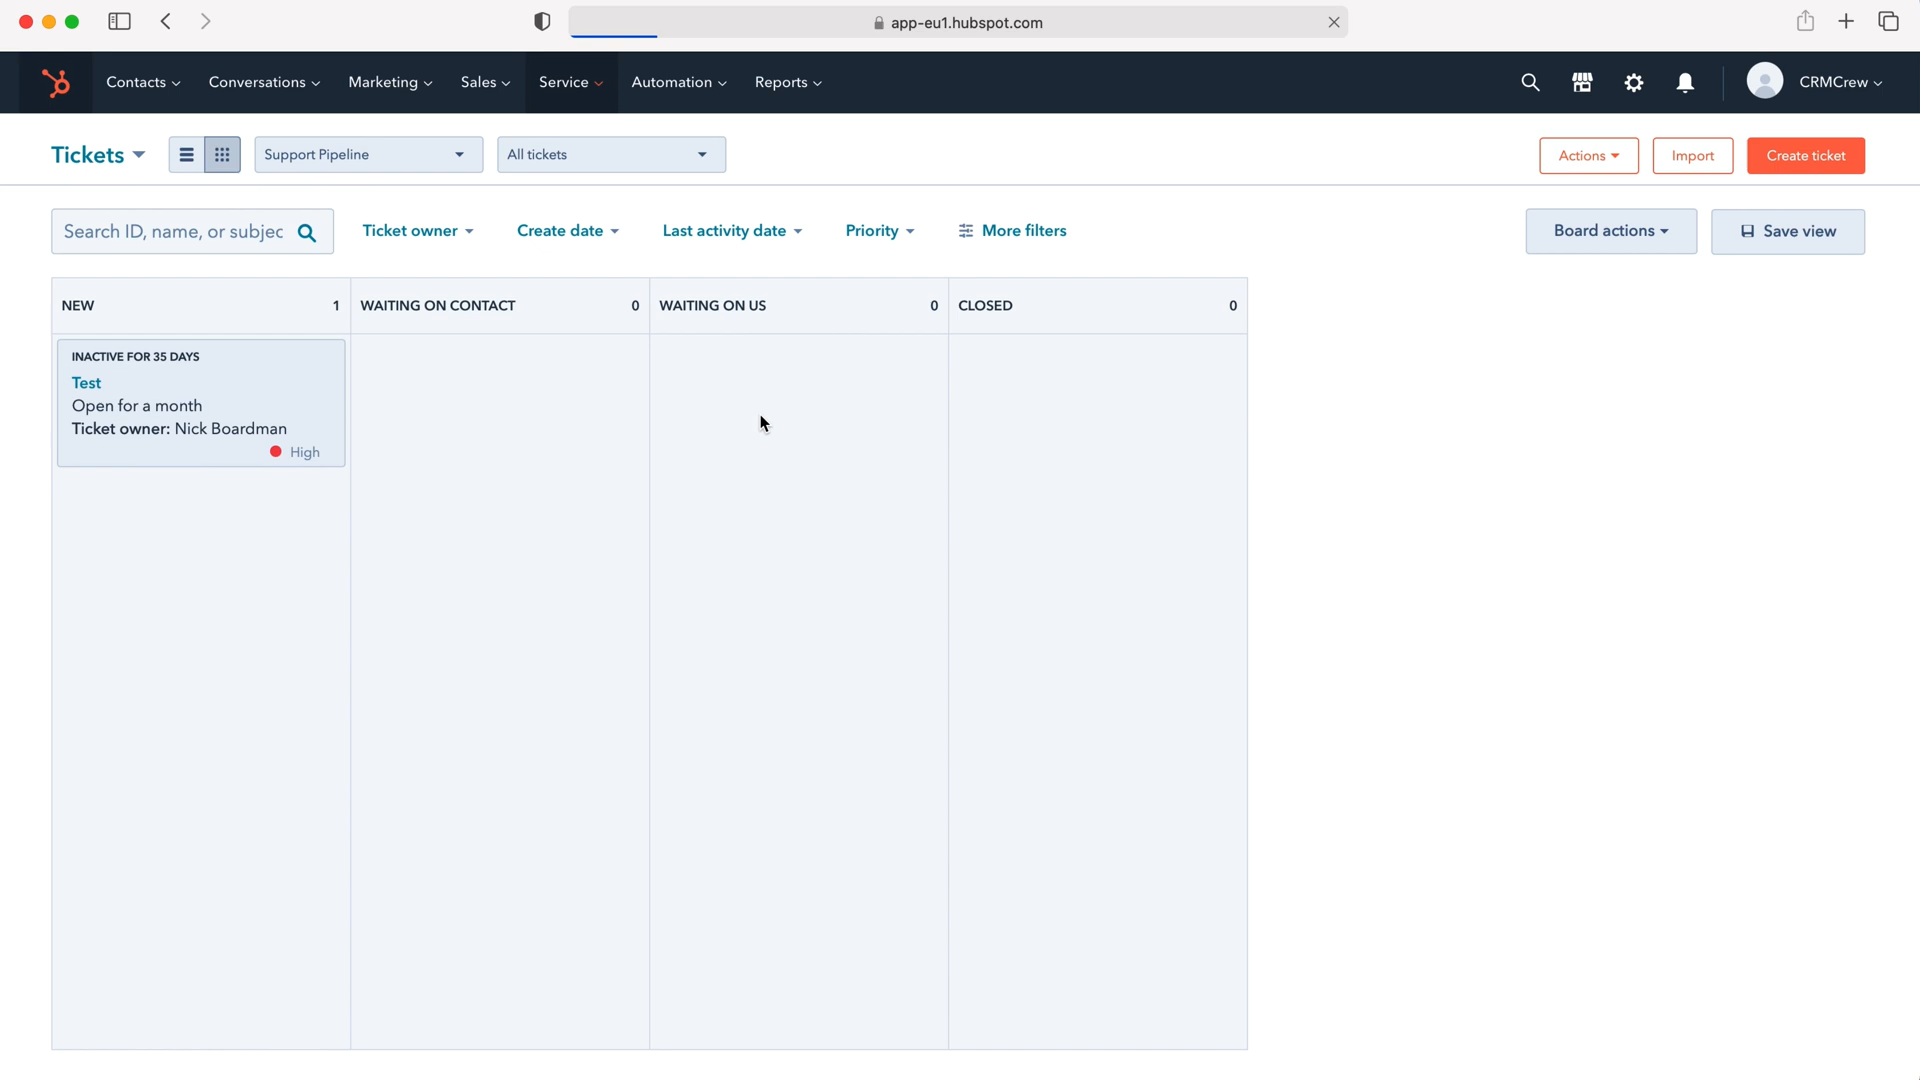 app-eu1.hubspot.com
Contacts Conversations Marketing Sales Service Automation Reports CRMCrew
Tickets Support Pipeline All tickets Actions Import Create ticket
Search ID, name, or subjec Ticket owner Create date Last activity date Priority More filters Board actions Save view
NEW 1 WAITING ON CONTACT 0 WAITING ON US 0 CLOSED 0
INACTIVE FOR 35 DAYS
Test
Open for a month
Ticket owner: Nick Boardman
High